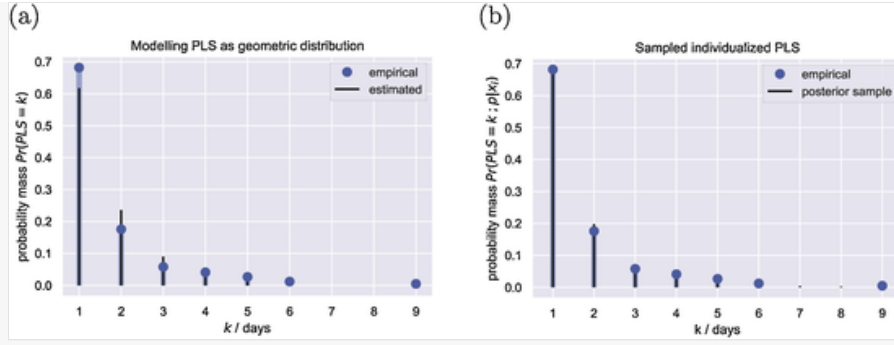 (a)
Modelling PLS as geometric distribution
empirical
estimated
probability mass Pr(PLS = k)
0.7
0.6
0.5
0.4
0.3
0.2
0.1
0.0
1 2 3 4 5 6 7 8 9
k / days
(b)
Sampled individualized PLS
empirical
posterior sample
probability mass Pr(PLS = k ; p|xᵢ)
0.7
0.6
0.5
0.4
0.3
0.2
0.1
0.0
1 2 3 4 5 6 7 8 9
k / days